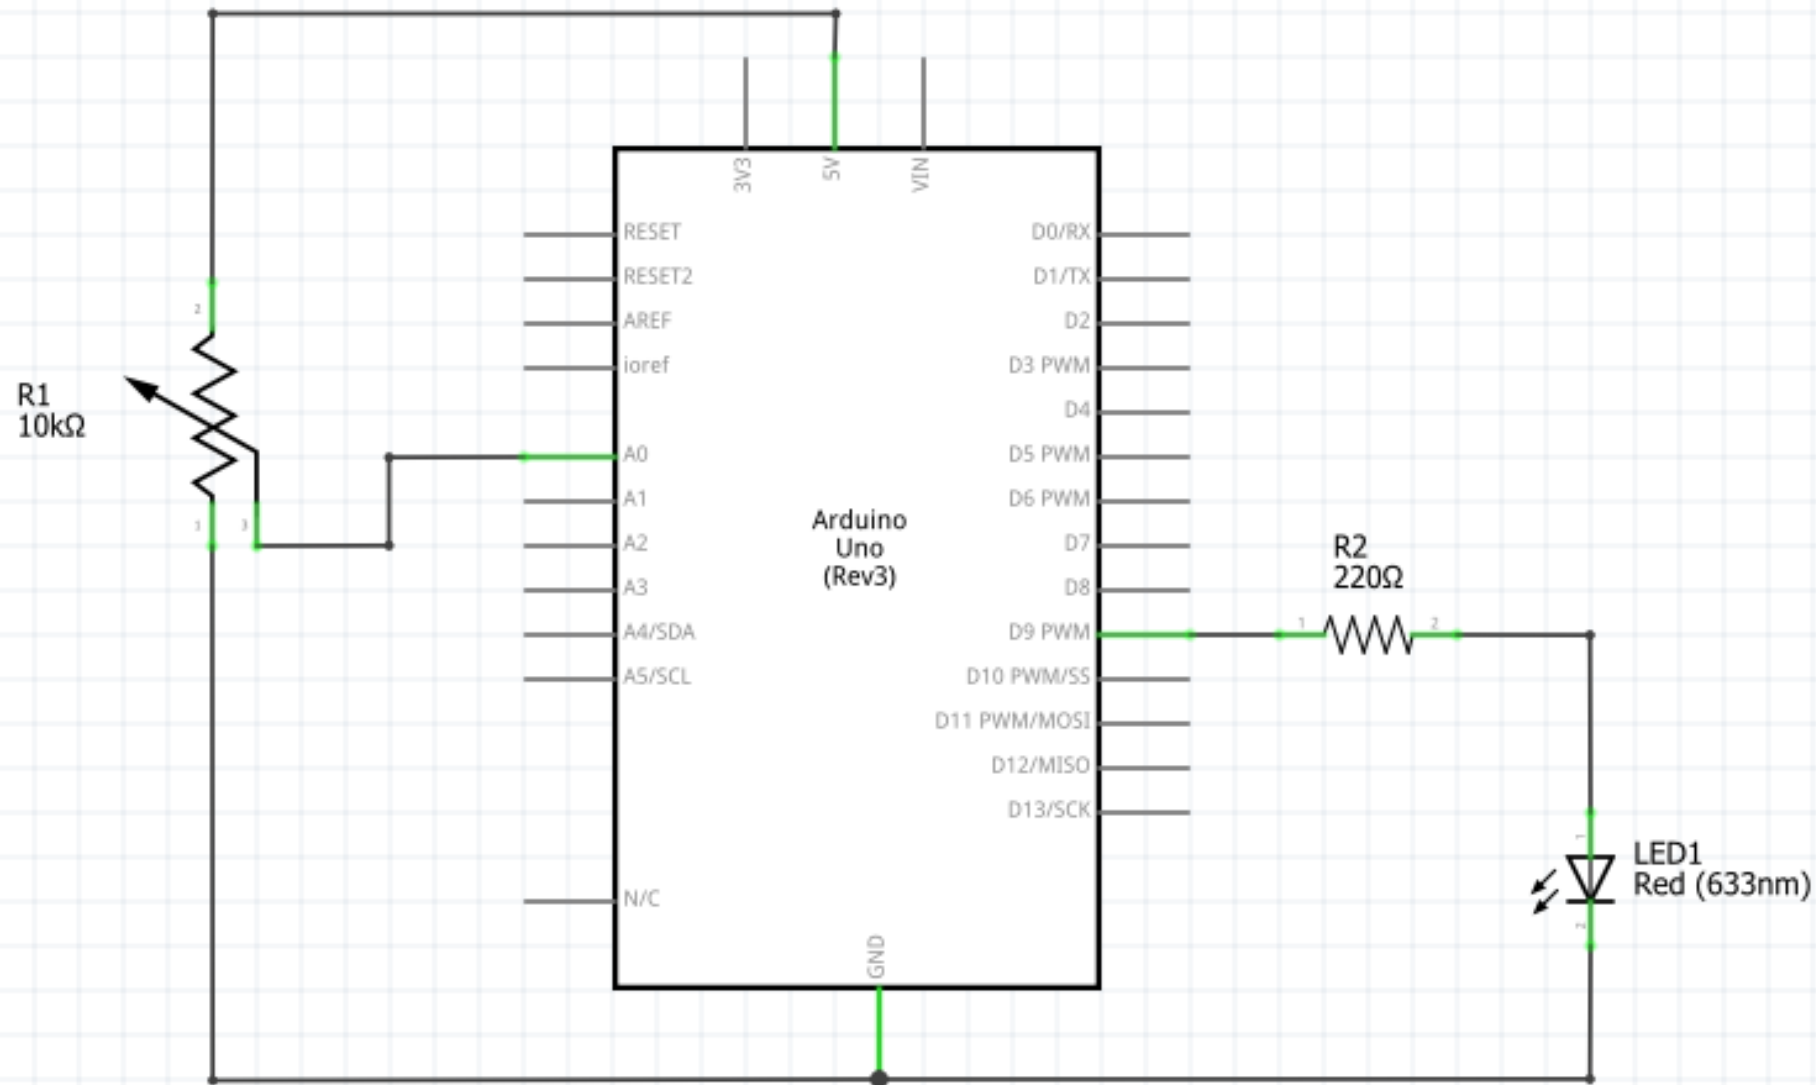 3V3
5V
VIN
RESET
RESET2
AREF
ioref
A0
A1
A2
A3
A4/SDA
A5/SCL
N/C
D0/RX
D1/TX
D2
D3 PWM
D4
D5 PWM
D6 PWM
D7
D8
D9 PWM
D10 PWM/SS
D11 PWM/MOSI
D12/MISO
D13/SCK
GND
Arduino
Uno
(Rev3)
R1
10kΩ
2
1
3
R2
220Ω
1
2
LED1
Red (633nm)
1
2